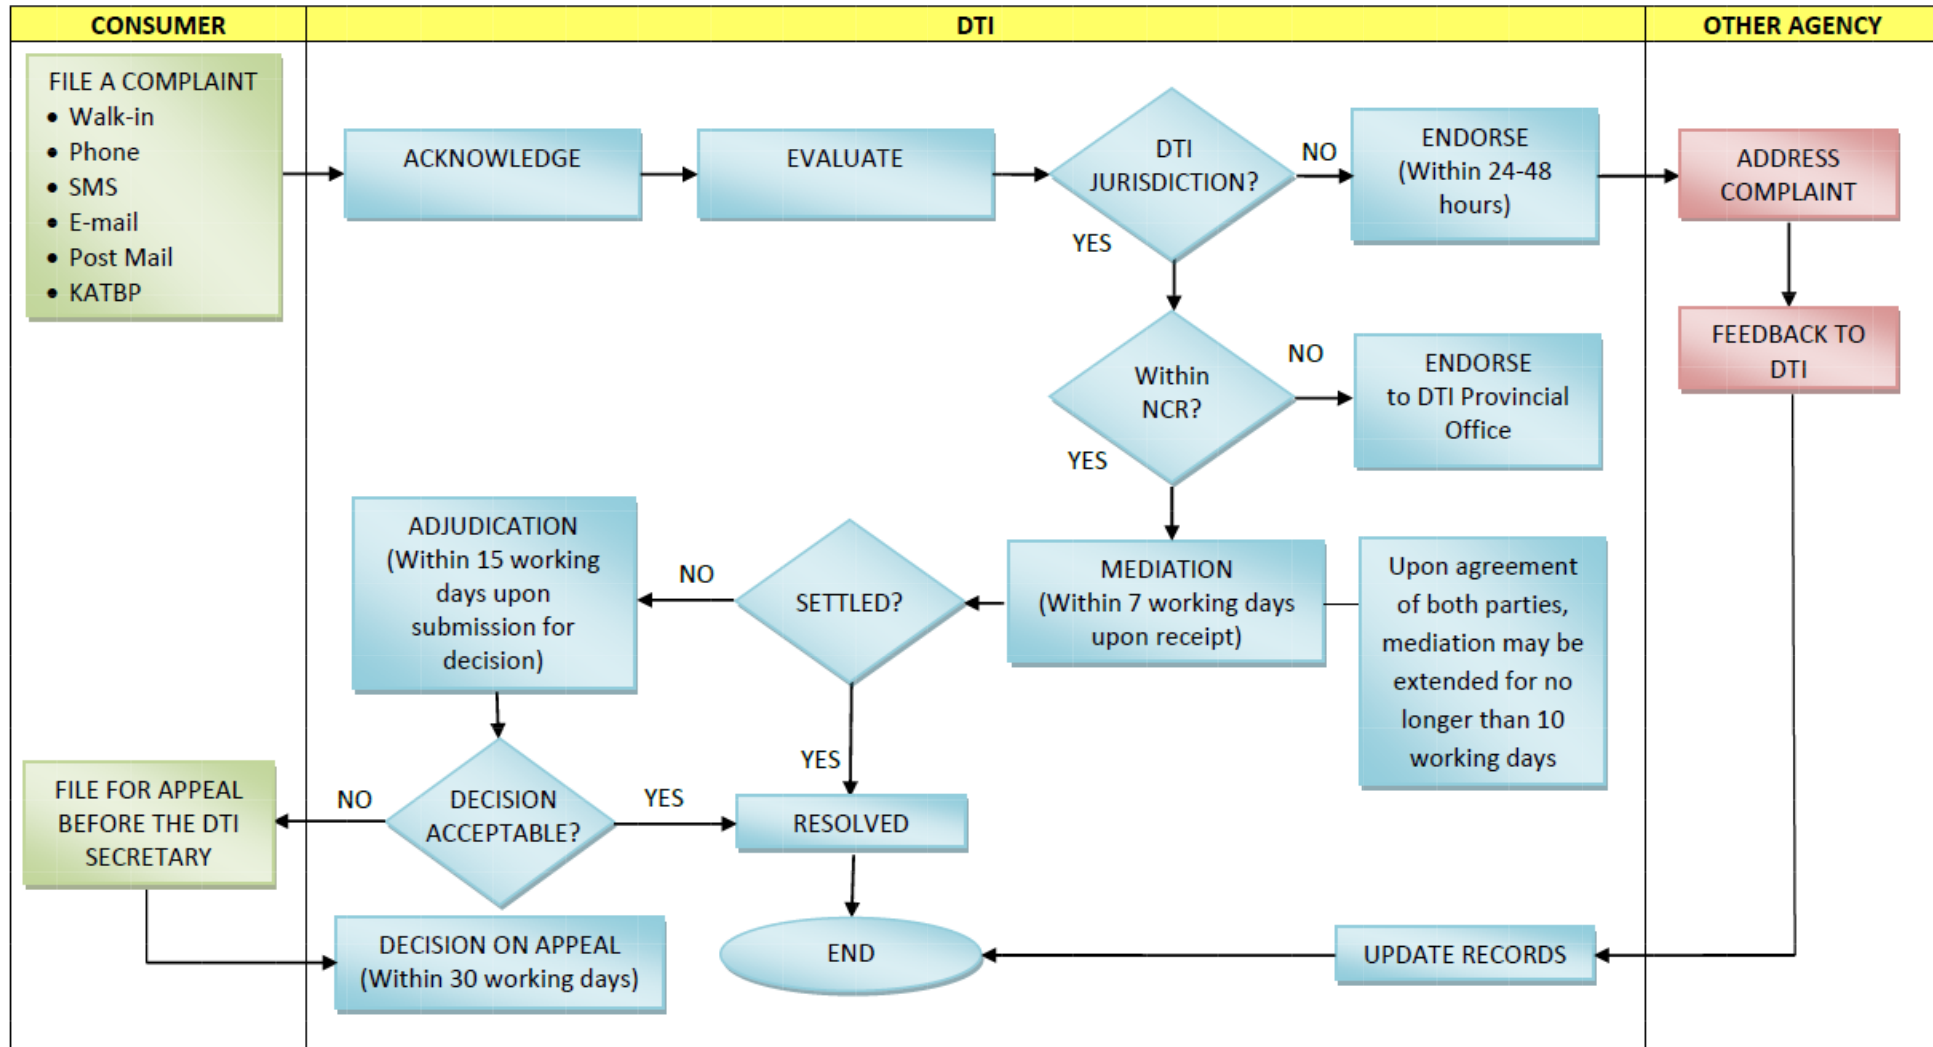 CONSUMER
DTI
OTHER AGENCY
FILE A COMPLAINT
• Walk-in
• Phone
• SMS
• E-mail
• Post Mail
• KATBP
ACKNOWLEDGE
EVALUATE
DTI
JURISDICTION?
NO
YES
ENDORSE
(Within 24-48
hours)
ADDRESS
COMPLAINT
FEEDBACK TO
DTI
Within
NCR?
NO
YES
ENDORSE
to DTI Provincial
Office
MEDIATION
(Within 7 working days
upon receipt)
Upon agreement
of both parties,
mediation may be
extended for no
longer than 10
working days
SETTLED?
NO
YES
ADJUDICATION
(Within 15 working
days upon
submission for
decision)
DECISION
ACCEPTABLE?
NO
YES
FILE FOR APPEAL
BEFORE THE DTI
SECRETARY
RESOLVED
DECISION ON APPEAL
(Within 30 working days)
END
UPDATE RECORDS